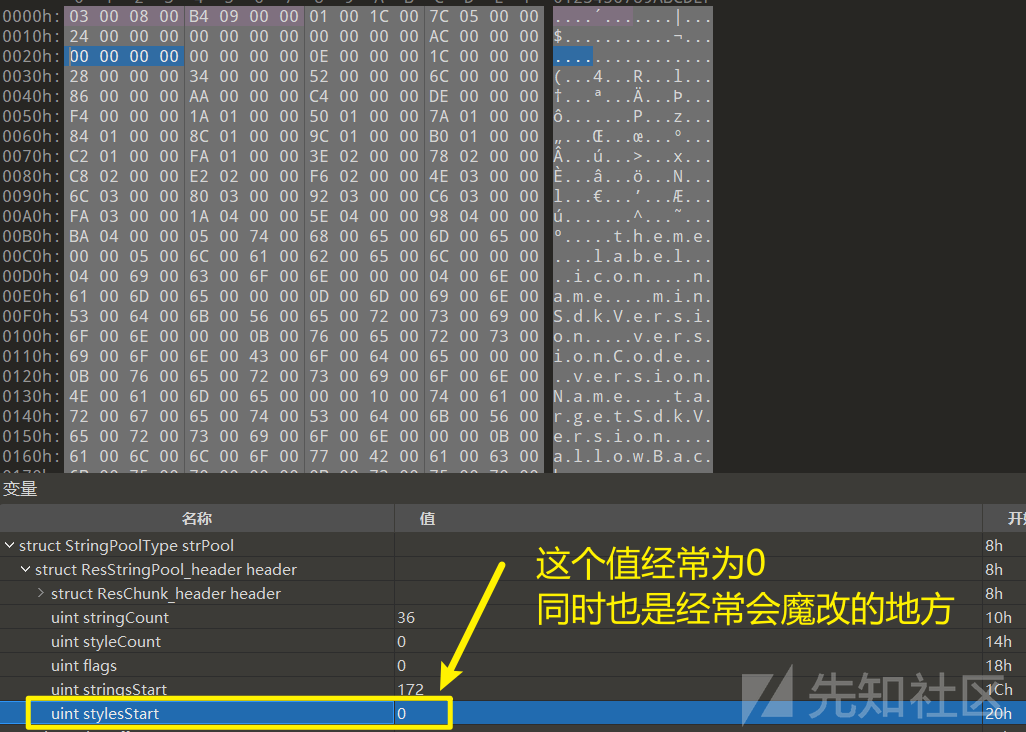 0000h: 03 00 08 00 B4 09 00 00 01 00 1C 00 7C 05 00 00 ....´.......|...
0010h: 24 00 00 00 00 00 00 00 00 00 00 00 AC 00 00 00 $...........¬...
0020h: 00 00 00 00 00 00 00 00 0E 00 00 00 1C 00 00 00 ................
0030h: 28 00 00 00 34 00 00 00 52 00 00 00 6C 00 00 00 (...4...R...l...
0040h: 86 00 00 00 AA 00 00 00 C4 00 00 00 DE 00 00 00 †...ª...Ä...Þ...
0050h: F4 00 00 00 1A 01 00 00 50 01 00 00 7A 01 00 00 ô.......P...z...
0060h: 84 01 00 00 8C 01 00 00 9C 01 00 00 B0 01 00 00 „...Œ...œ...°...
0070h: C2 01 00 00 FA 01 00 00 3E 02 00 00 78 02 00 00 Â...ú...>...x...
0080h: C8 02 00 00 E2 02 00 00 F6 02 00 00 4E 03 00 00 È...â...ö...N...
0090h: 6C 03 00 00 80 03 00 00 92 03 00 00 C6 03 00 00 l...€...’...Æ...
00A0h: FA 03 00 00 1A 04 00 00 5E 04 00 00 98 04 00 00 ú.......^...˜...
00B0h: BA 04 00 00 05 00 74 00 68 00 65 00 6D 00 65 00 º.....t.h.e.m.e.
00C0h: 00 00 05 00 6C 00 61 00 62 00 65 00 6C 00 00 00 ....l.a.b.e.l...
00D0h: 04 00 69 00 63 00 6F 00 6E 00 00 00 04 00 6E 00 ..i.c.o.n.....n.
00E0h: 61 00 6D 00 65 00 00 00 0D 00 6D 00 69 00 6E 00 a.m.e.....m.i.n.
00F0h: 53 00 64 00 6B 00 56 00 65 00 72 00 73 00 69 00 S.d.k.V.e.r.s.i.
0100h: 6F 00 6E 00 00 00 0B 00 76 00 65 00 72 00 73 00 o.n.....v.e.r.s.
0110h: 69 00 6F 00 6E 00 43 00 6F 00 64 00 65 00 00 00 i.o.n.C.o.d.e...
0120h: 0B 00 76 00 65 00 72 00 73 00 69 00 6F 00 6E 00 ..v.e.r.s.i.o.n.
0130h: 4E 00 61 00 6D 00 65 00 00 00 10 00 74 00 61 00 N.a.m.e.....t.a.
0140h: 72 00 67 00 65 00 74 00 53 00 64 00 6B 00 56 00 r.g.e.t.S.d.k.V.
0150h: 65 00 72 00 73 00 69 00 6F 00 6E 00 00 00 0B 00 e.r.s.i.o.n.....
0160h: 61 00 6C 00 6C 00 6F 00 77 00 42 00 61 00 63 00 a.l.l.o.w.B.a.c.
变量
名称 值
struct StringPoolType strPool 8h
struct ResStringPool_header header 8h
struct ResChunk_header header 8h
uint stringCount 36 10h
uint styleCount 0 14h
uint flags 0 18h
uint stringsStart 172 1Ch
uint stylesStart 0 20h
这个值经常为0
同时也是经常会魔改的地方
先知社区